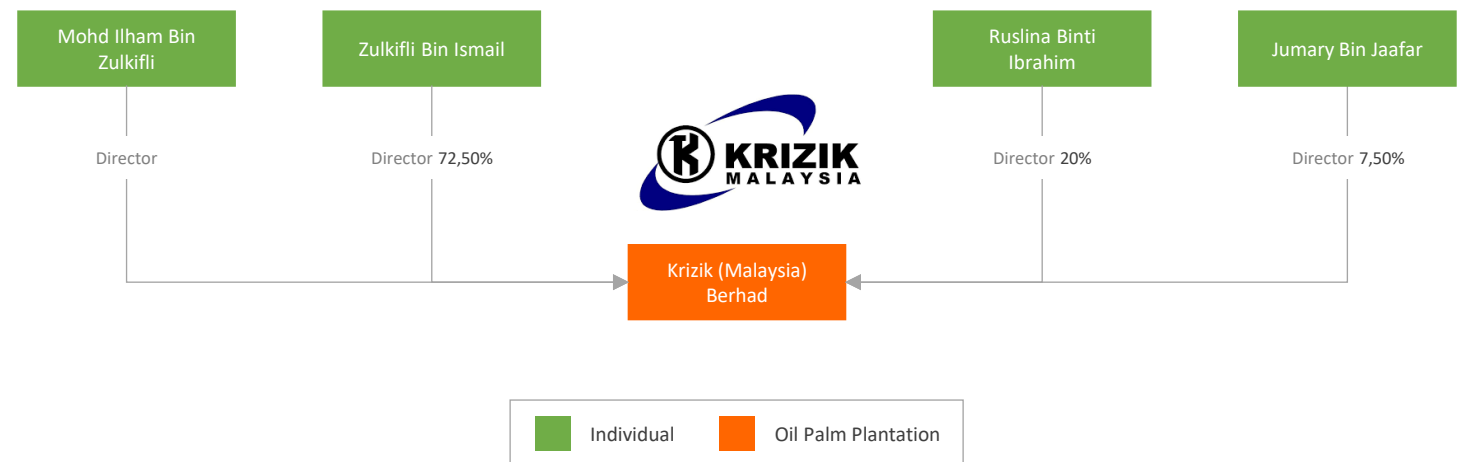 Mohd Ilham Bin
Zulkifli
Zulkifli Bin Ismail
Ruslina Binti
Ibrahim
Jumary Bin Jaafar
Director
Director 72,50%
KRIZIK
MALAYSIA
Director 20%
Director 7,50%
Krizik (Malaysia)
Berhad
Individual
Oil Palm Plantation